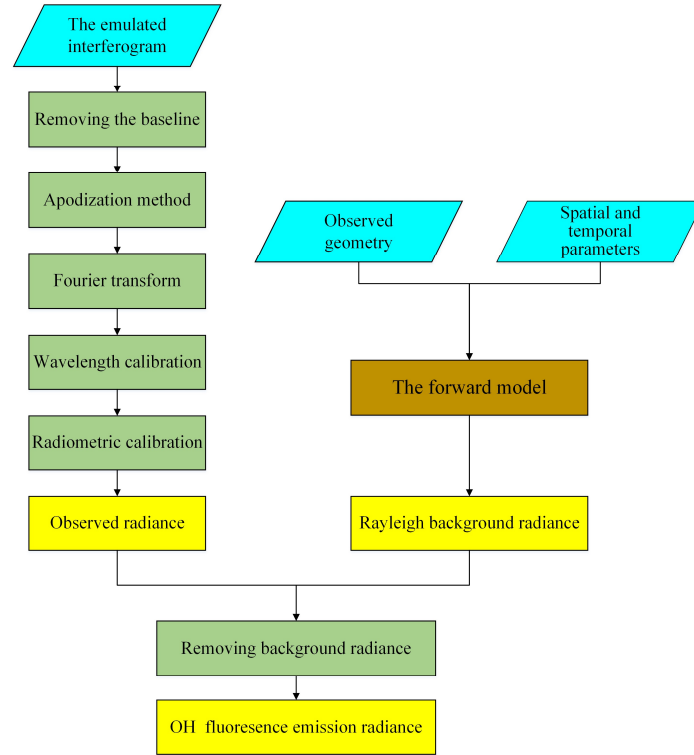 The emulated
interferogram
Removing the baseline
Apodization method
Fourier transform
Wavelength calibration
Radiometric calibration
Observed radiance
Observed
geometry
Spatial and
temporal
parameters
The forward model
Rayleigh background radiance
Removing background radiance
OH fluoresence emission radiance